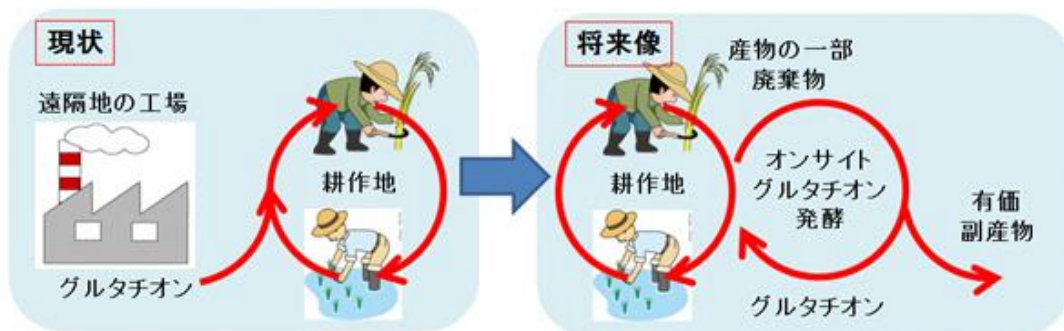 現状
遠隔地の工場
耕作地
グルタチオン
将来像
産物の一部
廃棄物
耕作地
オンサイト
グルタチオン
発酵
有価
副産物
グルタチオン